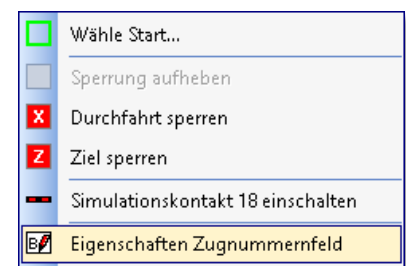 Wähle Start...
Sperrung aufheben
X Durchfahrt sperren
Z Ziel sperren
Simulationskontakt 18 einschalten
B Eigenschaften Zugnummernfeld